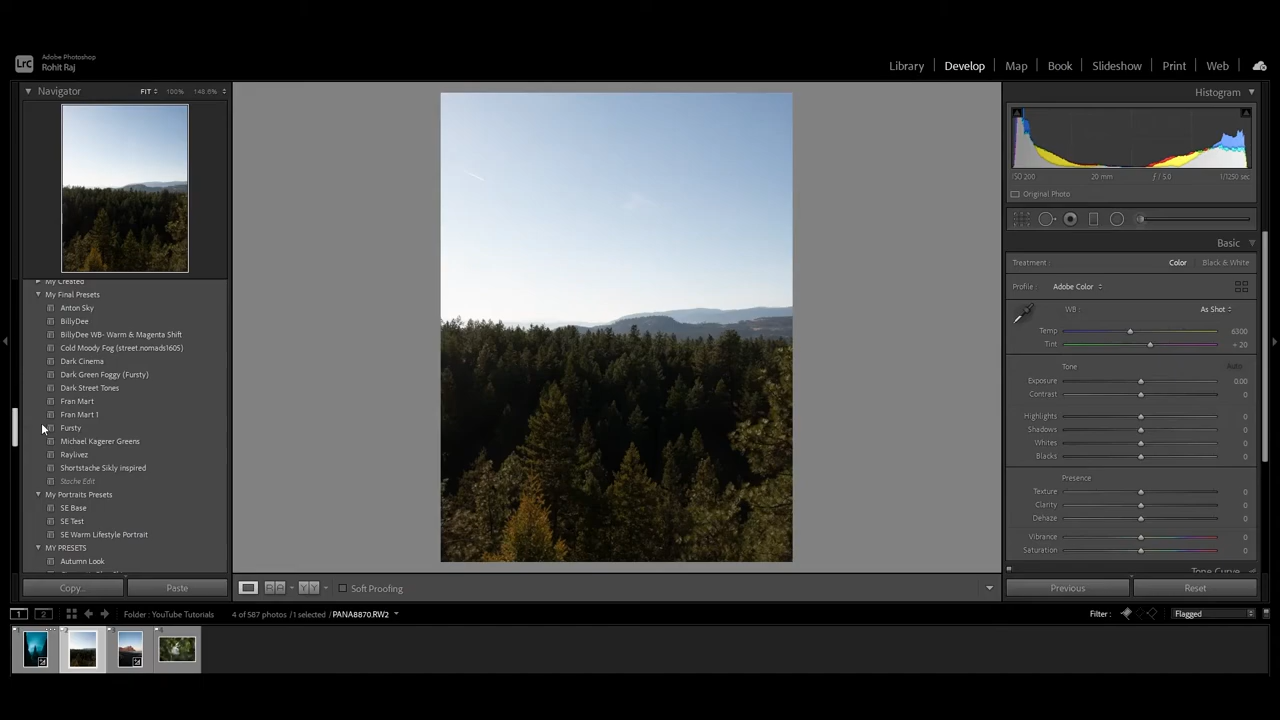 Adobe Photoshop
LrC
Rohit Raj
Library
Develop
Map
Book
Slideshow
Print
Web
Navigator
FIT
100%
148.6%
My Created
My Final Presets
Anton Sky
BillyDee
BillyDee WB- Warm & Magenta Shift
Cold Moody Fog (street.nomads1605)
Dark Cinema
Dark Green Foggy (Fursty)
Dark Street Tones
Fran Mart
Fran Mart 1
Fursty
Michael Kagerer Greens
Raylivez
Shortstache Sikly inspired
Stache Edit
My Portraits Presets
SE Base
SE Test
SE Warm Lifestyle Portrait
MY PRESETS
Autumn Look
Copy...
Paste
Soft Proofing
Histogram
ISO 200 20 mm ƒ / 5.0 1/1250 sec
Original Photo
Basic
Treatment: Color Black & White
Profile: Adobe Color
WB: As Shot
Temp 6300
Tint + 20
Tone Auto
Exposure 0.00
Contrast 0
Highlights 0
Shadows 0
Whites 0
Blacks 0
Presence
Texture 0
Clarity 0
Dehaze 0
Vibrance 0
Saturation 0
Tone Curve
Previous
Reset
1 2
Folder : YouTube Tutorials
4 of 587 photos / 1 selected / PANA8870.RW2
Filter :
Flagged